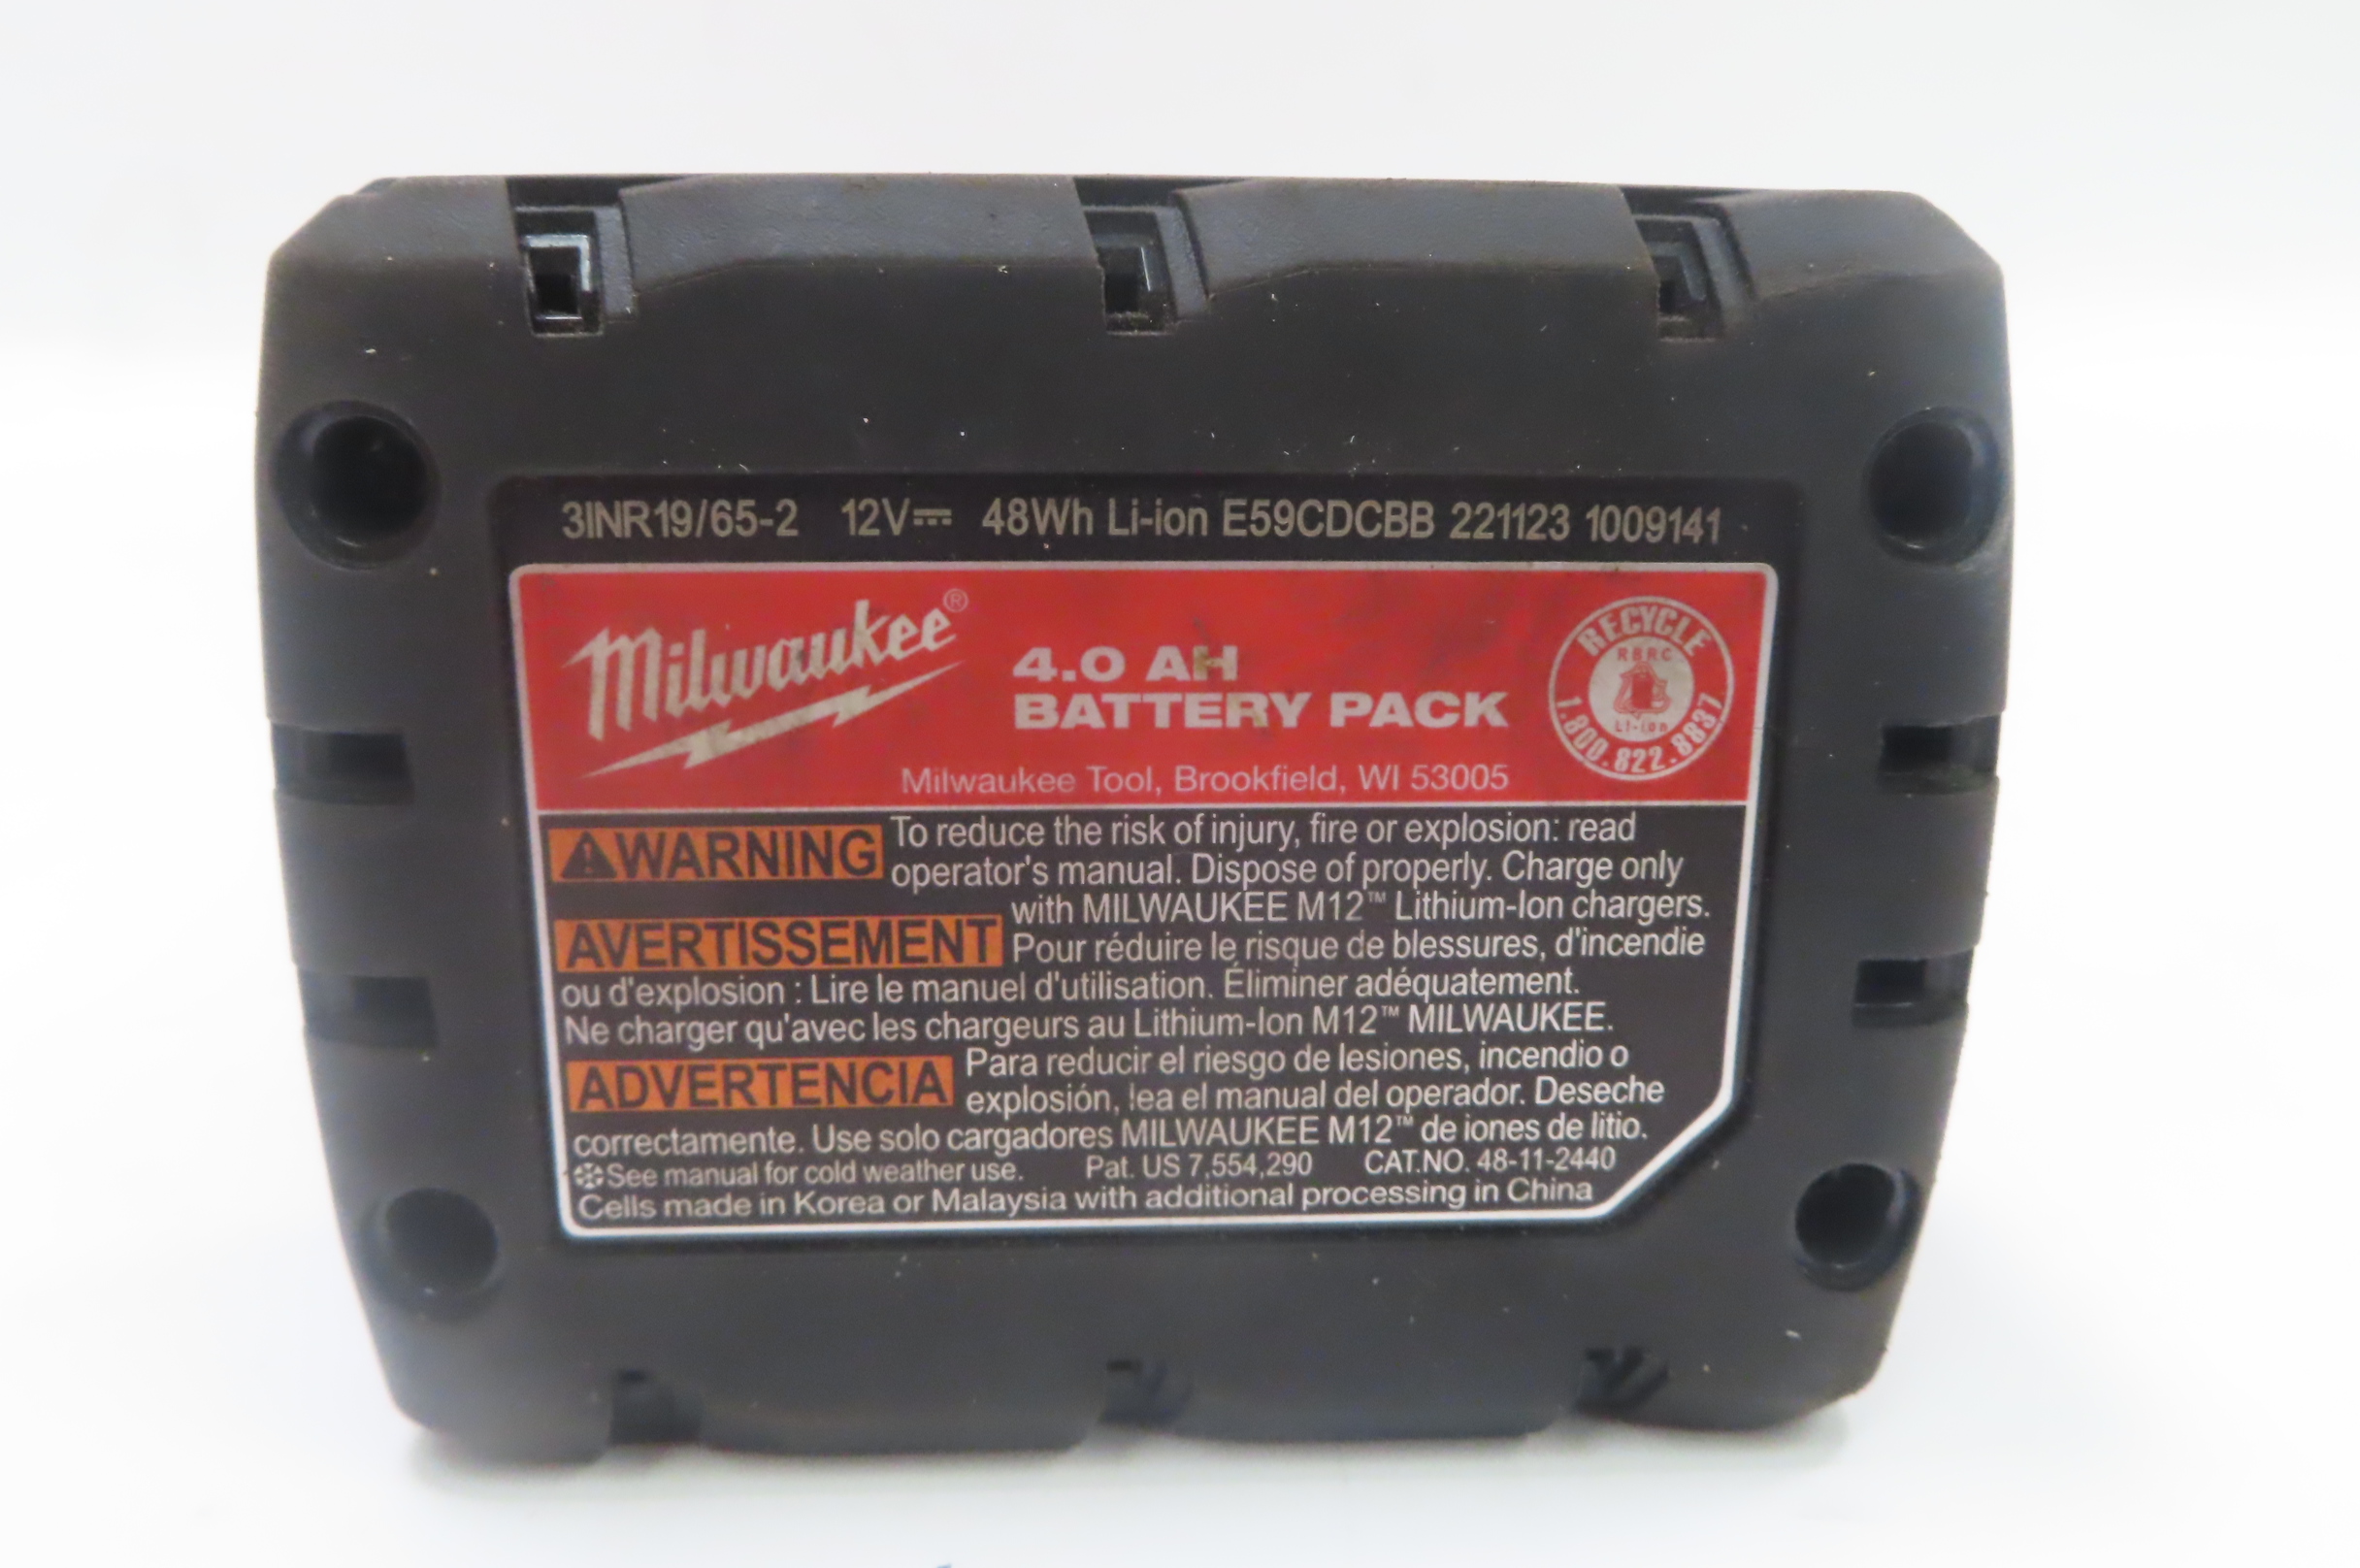 3INR19/65-2 12V⎓ 48Wh Li-ion E59CDCBB 221123 1009141
Milwaukee®
4.0 AH
BATTERY PACK
Milwaukee Tool, Brookfield, WI 53005
RECYCLE
RBRC
Li-ion
1.800.822.8837
⚠WARNING To reduce the risk of injury, fire or explosion: read
operator's manual. Dispose of properly. Charge only
with MILWAUKEE M12™ Lithium-Ion chargers.
AVERTISSEMENT Pour réduire le risque de blessures, d'incendie
ou d'explosion : Lire le manuel d'utilisation. Éliminer adéquatement.
Ne charger qu'avec les chargeurs au Lithium-Ion M12™ MILWAUKEE.
ADVERTENCIA Para reducir el riesgo de lesiones, incendio o
explosión, lea el manual del operador. Deseche
correctamente. Use solo cargadores MILWAUKEE M12™ de iones de litio.
See manual for cold weather use. Pat. US 7,554,290 CAT.NO. 48-11-2440
Cells made in Korea or Malaysia with additional processing in China